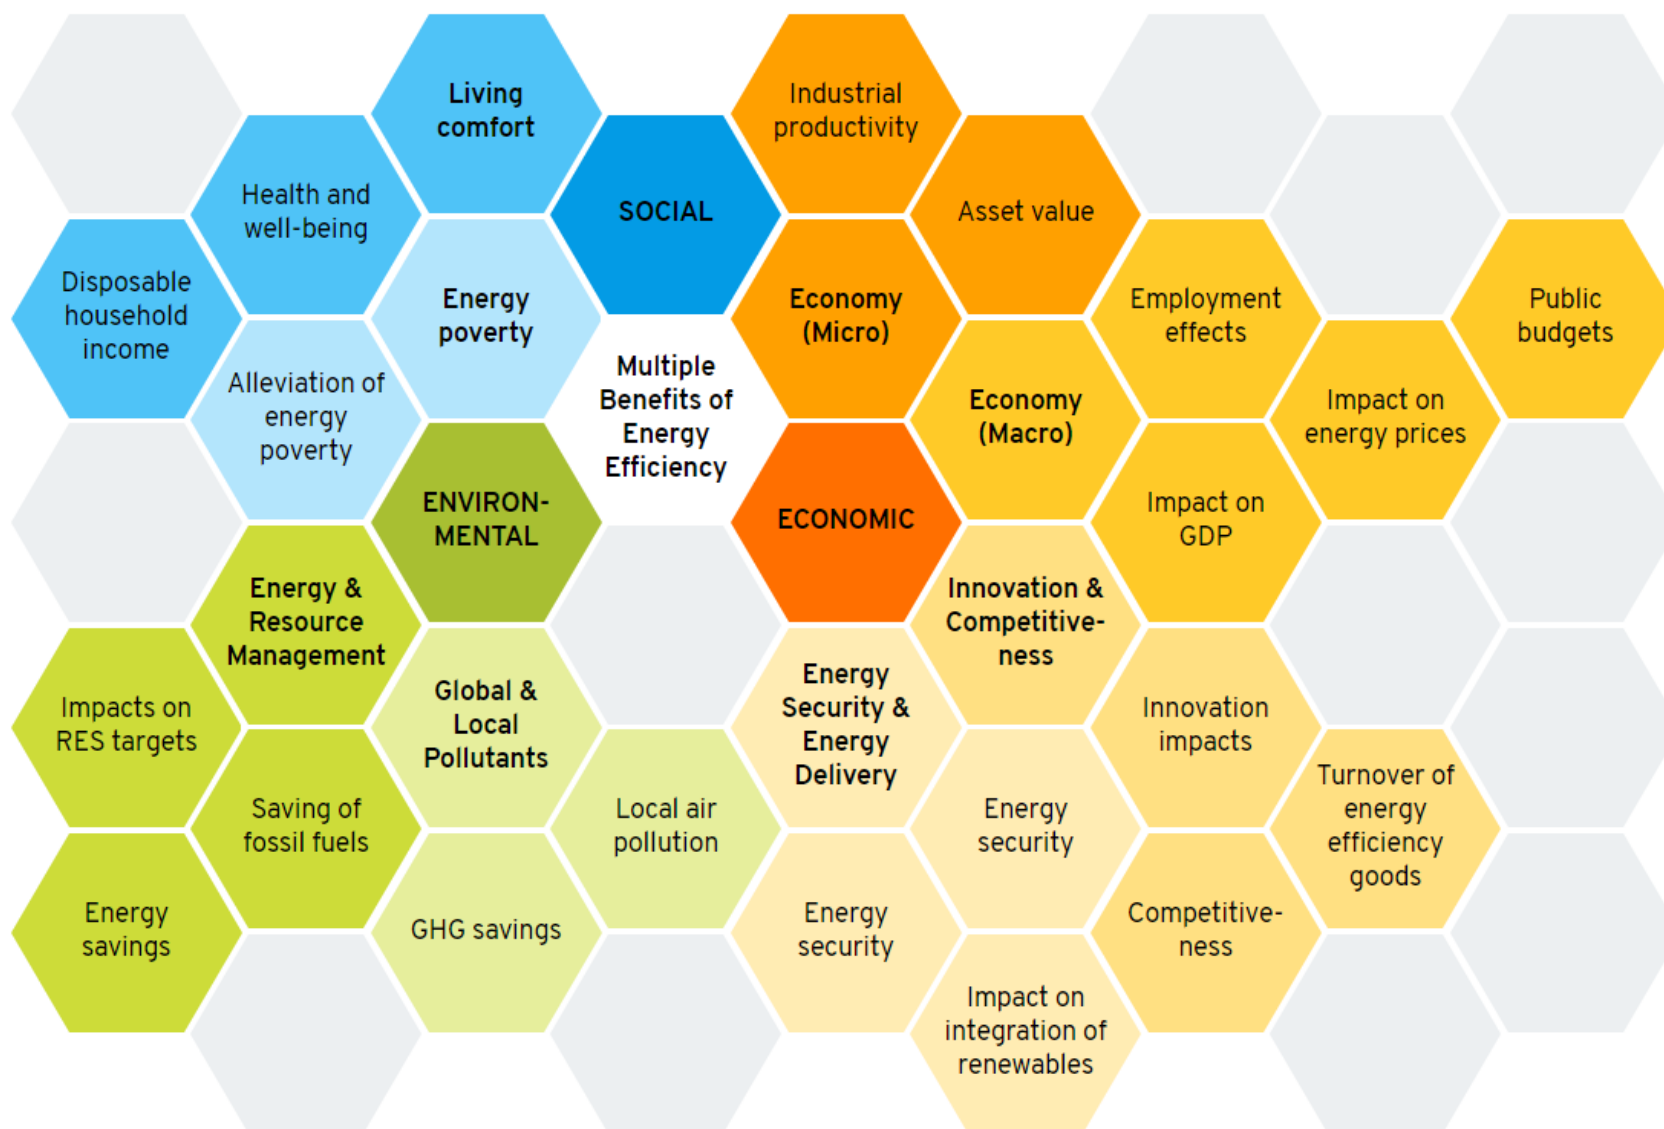 Living
comfort
Industrial
productivity
Health and
well-being
SOCIAL
Asset value
Disposable
household
income
Energy
poverty
Economy
(Micro)
Employment
effects
Public
budgets
Alleviation of
energy
poverty
Multiple
Benefits of
Energy
Efficiency
Economy
(Macro)
Impact on
energy prices
ENVIRON-
MENTAL
ECONOMIC
Impact on
GDP
Energy &
Resource
Management
Innovation &
Competitive-
ness
Impacts on
RES targets
Global &
Local
Pollutants
Energy
Security &
Energy
Delivery
Innovation
impacts
Saving of
fossil fuels
Local air
pollution
Energy
security
Turnover of
energy
efficiency
goods
Energy
savings
GHG savings
Energy
security
Competitive-
ness
Impact on
integration of
renewables